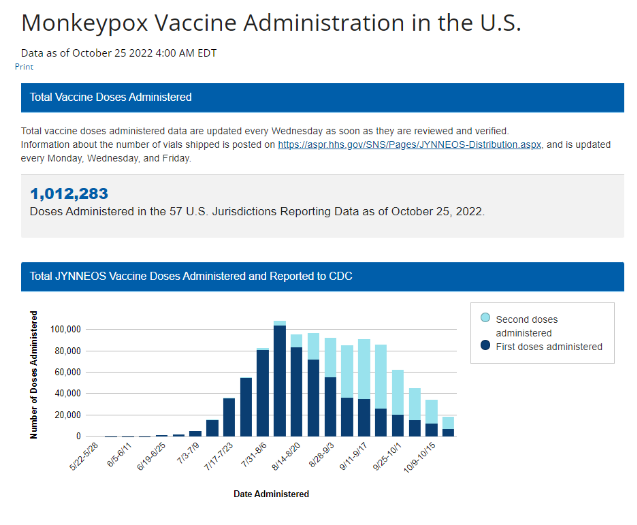 Monkeypox Vaccine Administration in the U.S.
Data as of October 25 2022 4:00 AM EDT
Print
Total Vaccine Doses Administered
Total vaccine doses administered data are updated every Wednesday as soon as they are reviewed and verified.
Information about the number of vials shipped is posted on https://aspr.hhs.gov/SNS/Pages/JYNNEOS-Distribution.aspx, and is updated
every Monday, Wednesday, and Friday.
1,012,283
Doses Administered in the 57 U.S. Jurisdictions Reporting Data as of October 25, 2022.
Total JYNNEOS Vaccine Doses Administered and Reported to CDC
Number of Doses Administered
100,000
80,000
60,000
40,000
20,000
0
5/22-5/28
6/5-6/11
6/19-6/25
7/3-7/9
7/17-7/23
7/31-8/6
8/14-8/20
8/28-9/3
9/11-9/17
9/25-10/1
10/9-10/15
Date Administered
Second doses
administered
First doses administered